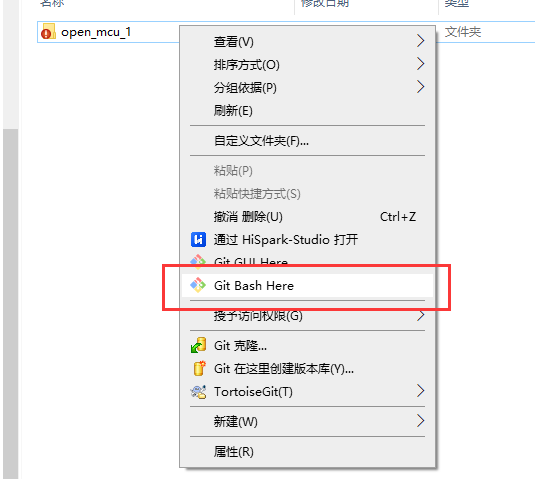 名称 修改日期 类型
open_mcu_1 文件夹
查看(V)
排序方式(O)
分组依据(P)
刷新(E)
自定义文件夹(F)...
粘贴(P)
粘贴快捷方式(S)
撤消 删除(U) Ctrl+Z
通过 HiSpark-Studio 打开
Git GUI Here
Git Bash Here
授予访问权限(G)
Git 克隆...
Git 在这里创建版本库(Y)...
TortoiseGit(T)
新建(W)
属性(R)